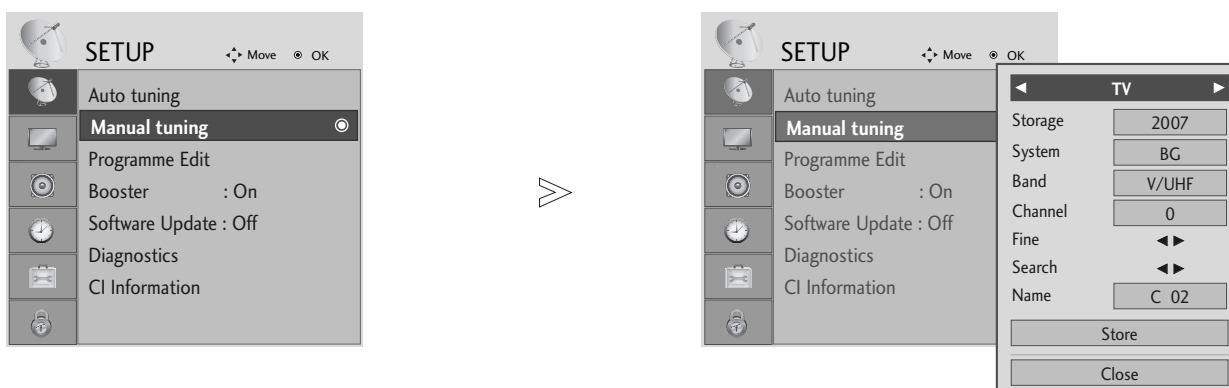 SETUP Move OK
Auto tuning
Manual tuning
Programme Edit
Booster : On
Software Update : Off
Diagnostics
CI Information
SETUP Move OK
Auto tuning
Manual tuning
Programme Edit
Booster : On
Software Update : Off
Diagnostics
CI Information
◀ TV ▶
Storage 2007
System BG
Band V/UHF
Channel 0
Fine ◀ ▶
Search ◀ ▶
Name C 02
Store
Close